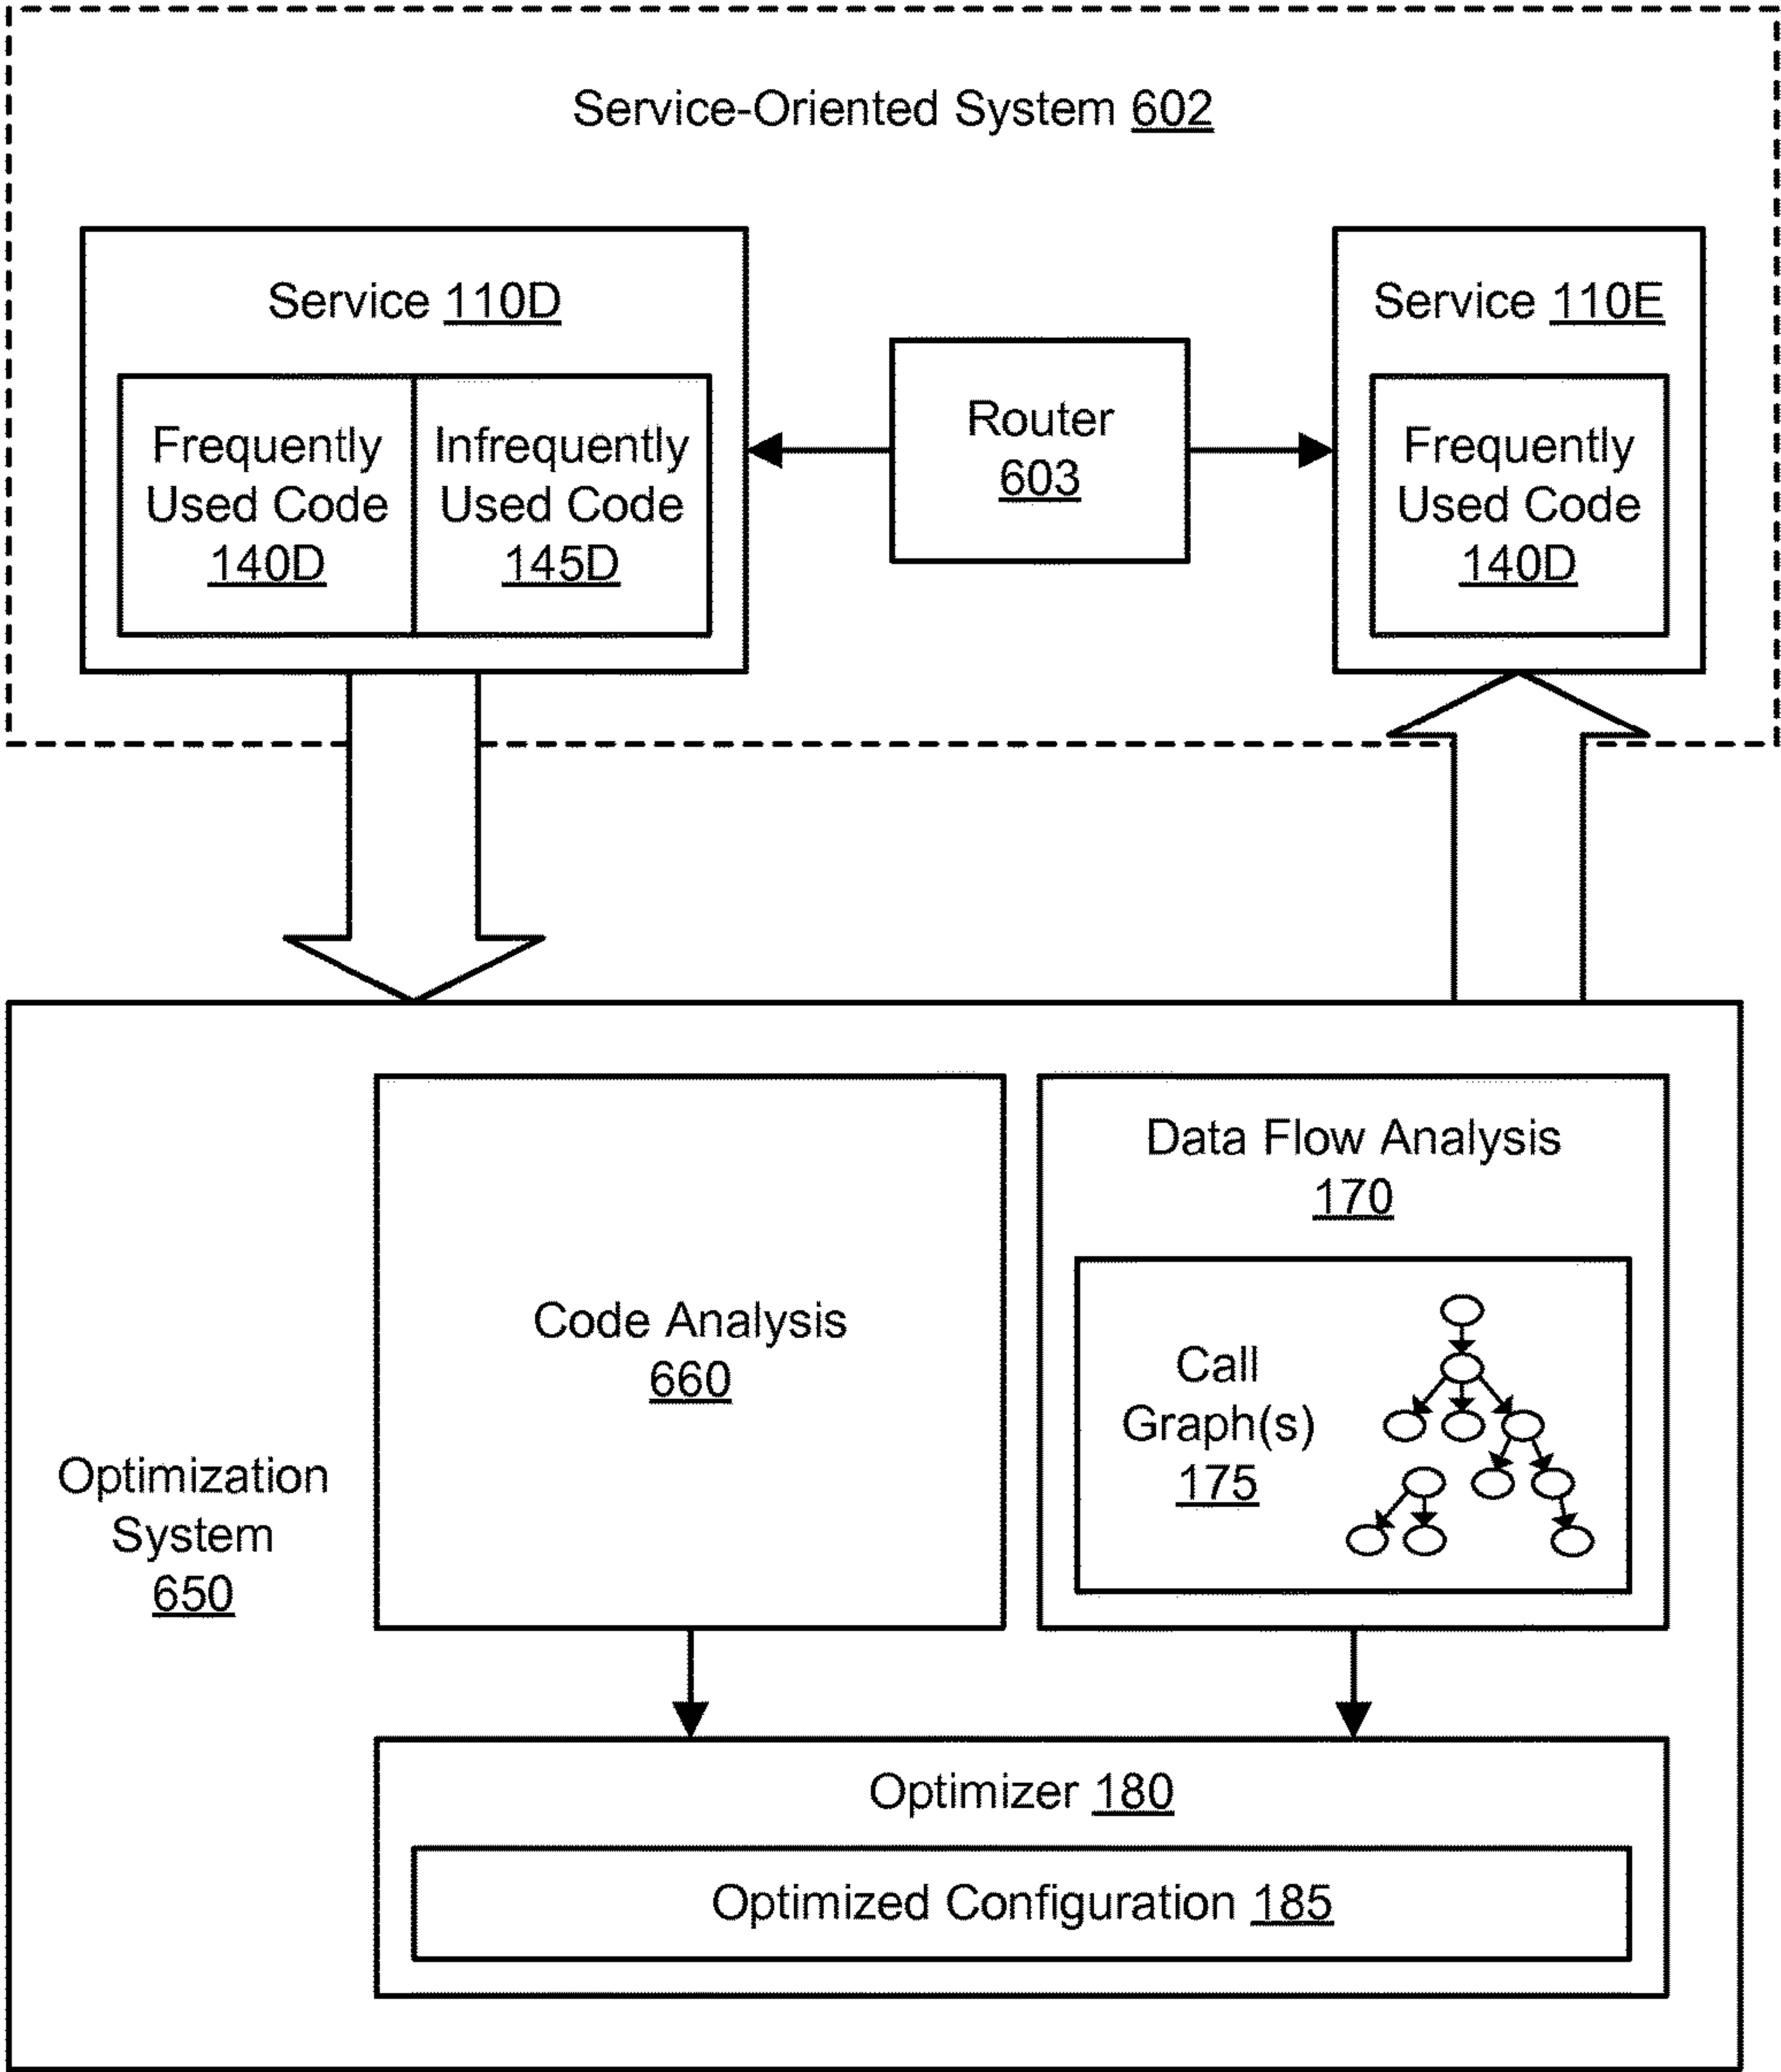 Service-Oriented System 602
Service 110D
Frequently
Used Code
140D
Infrequently
Used Code
145D
Router
603
Service 110E
Frequently
Used Code
140D
Optimization
System
650
Code Analysis
660
Data Flow Analysis
170
Call
Graph(s)
175
Optimizer 180
Optimized Configuration 185